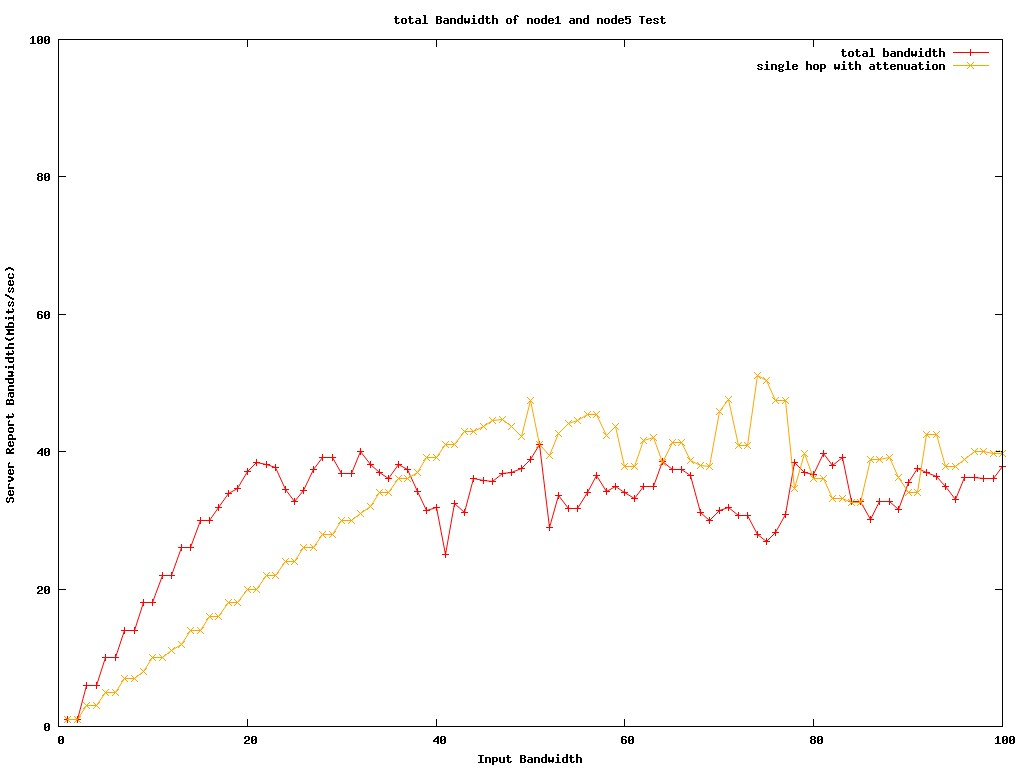 total Bandwidth of node1 and node5 Test
100
total bandwidth
single hop with attenuation
80
60
40
20
0
Server Report Bandwidth(Mbits/sec)
0 20 40 60 80 100
Input Bandwidth